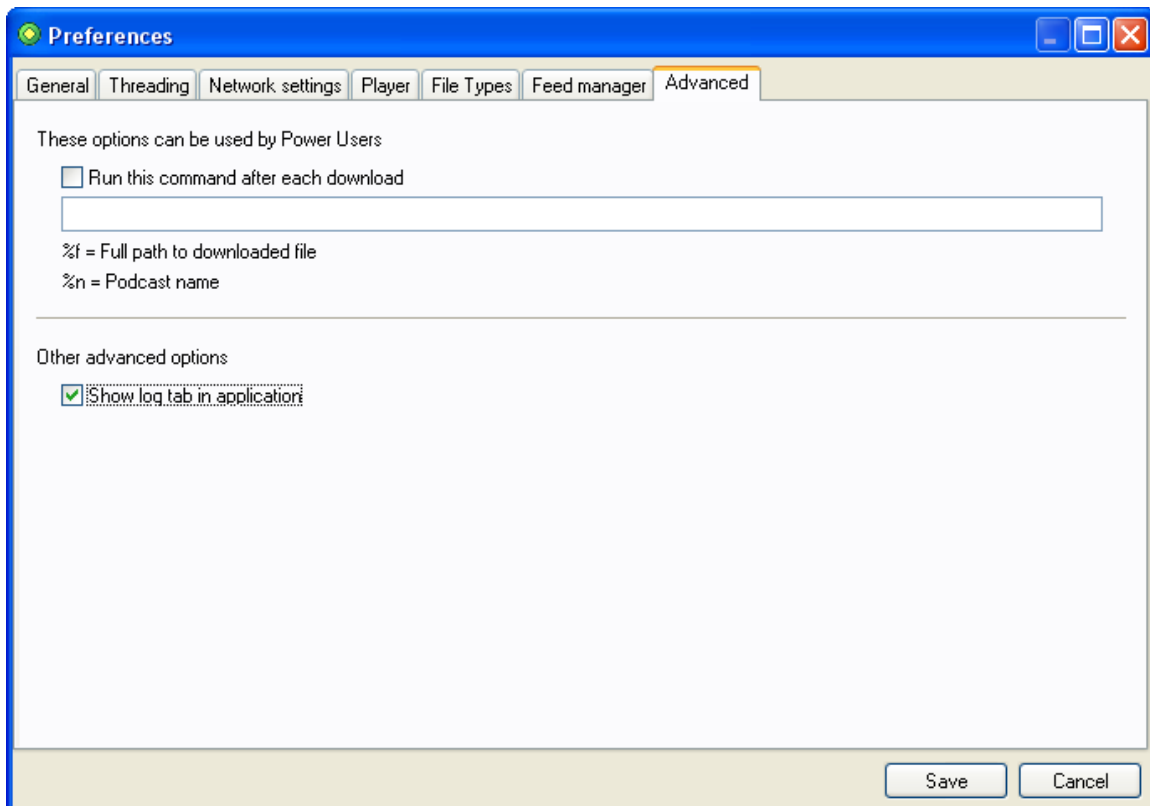 Preferences
General Threading Network settings Player File Types Feed manager Advanced
These options can be used by Power Users
Run this command after each download
%f = Full path to downloaded file
%n = Podcast name
Other advanced options
Show log tab in application
Save Cancel